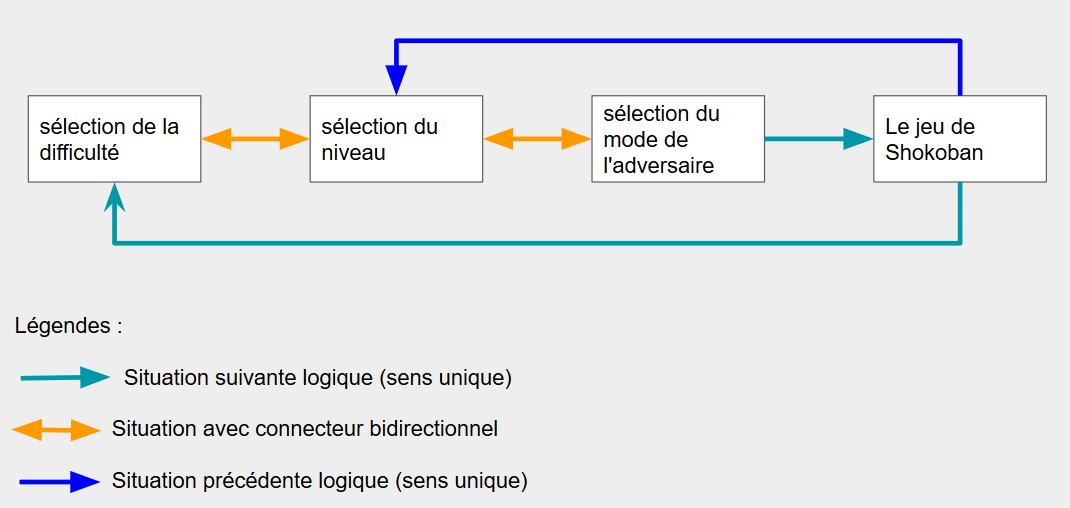 sélection de la
difficulté
sélection du
niveau
sélection du
mode de
l'adversaire
Le jeu de
Shokoban
Légendes :
Situation suivante logique (sens unique)
Situation avec connecteur bidirectionnel
Situation précédente logique (sens unique)